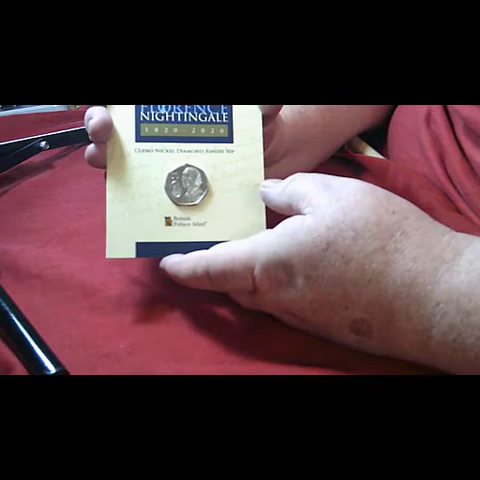 FLORENCE
NIGHTINGALE
1820 - 2020
CUPRO NICKEL DIAMOND FINISH 50P
British
Pobjoy Mint